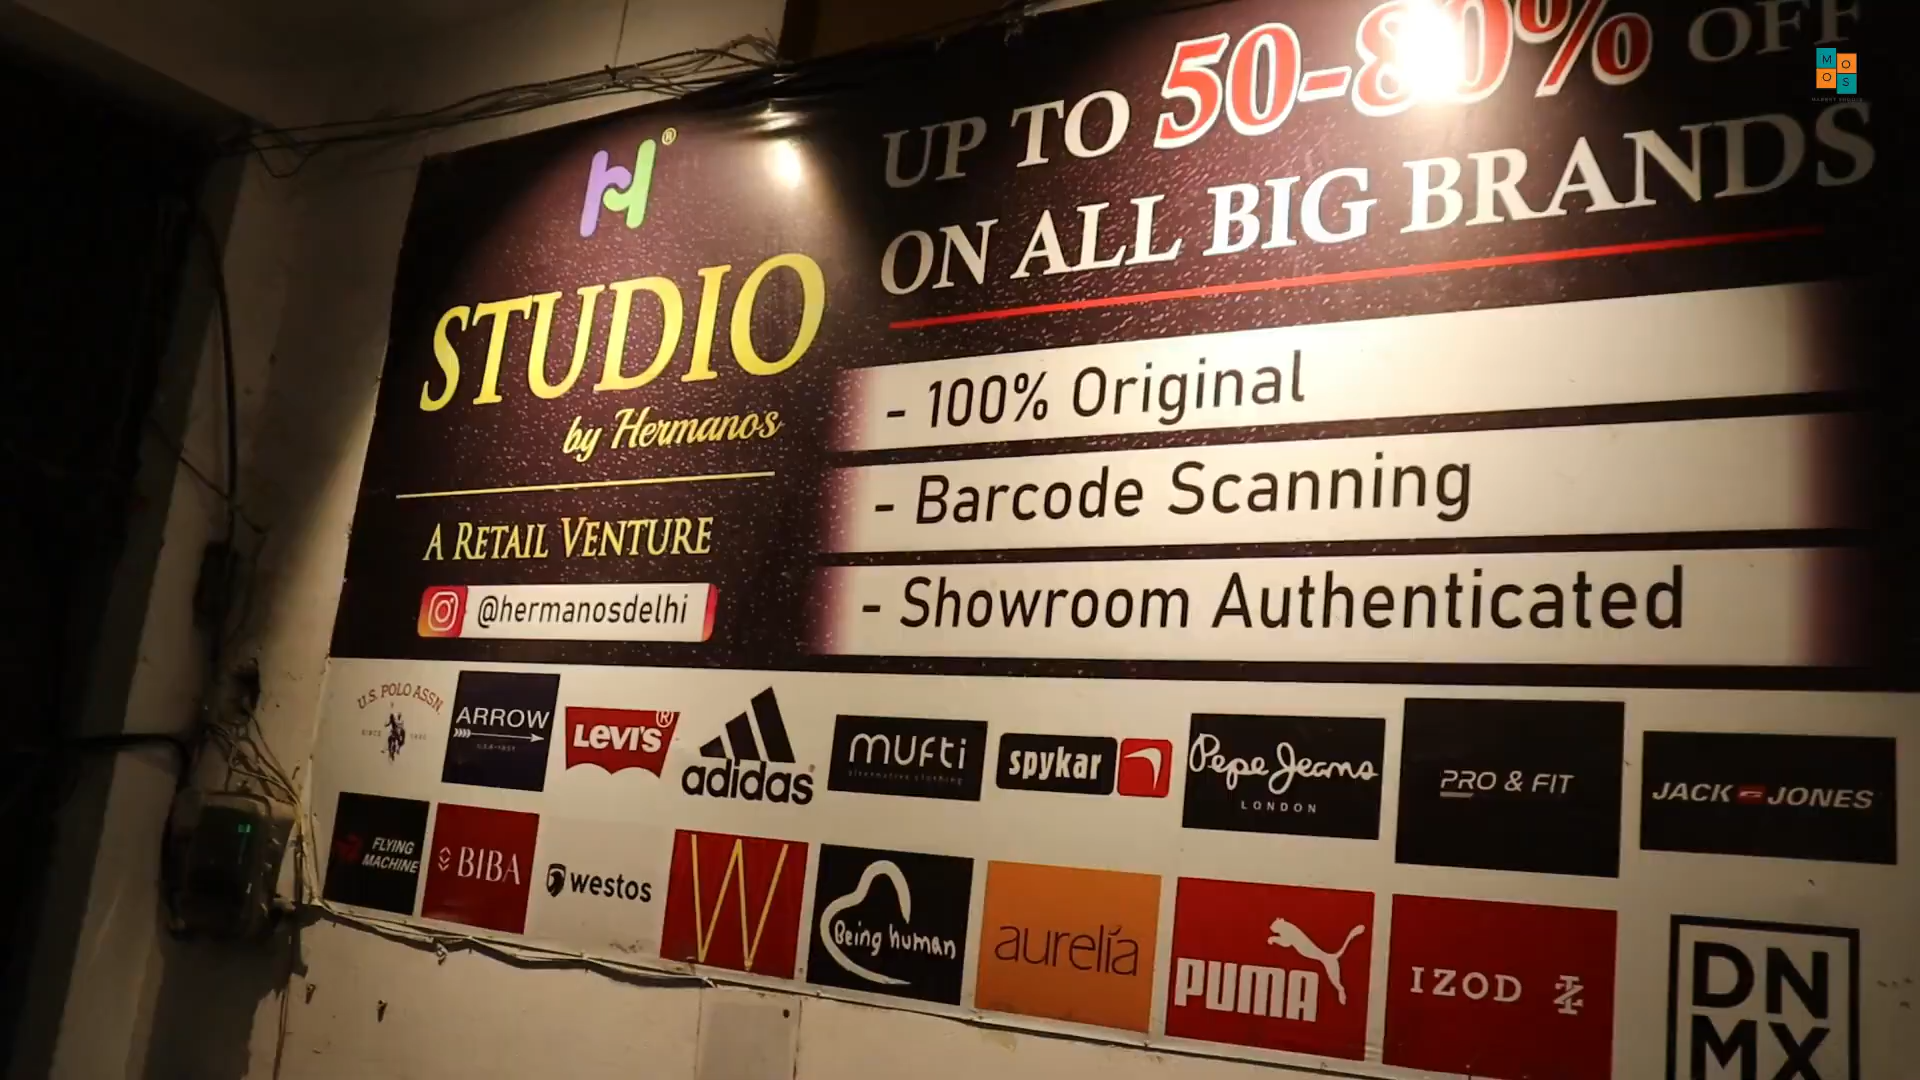 UP TO 50-80% OFF
ON ALL BIG BRANDS
H®
STUDIO
by Hermanos
A RETAIL VENTURE
@hermanosdelhi
- 100% Original
- Barcode Scanning
- Showroom Authenticated
U.S. POLO ASSN.
ARROW
LEVI'S®
adidas
mufti
alternative clothing
spykar
Pepe Jeans
LONDON
PRO & FIT
JACK JONES
FLYING
MACHINE
BIBA
westos
W
Being human
aurelia
PUMA
IZOD
DN
MX
M O
O S